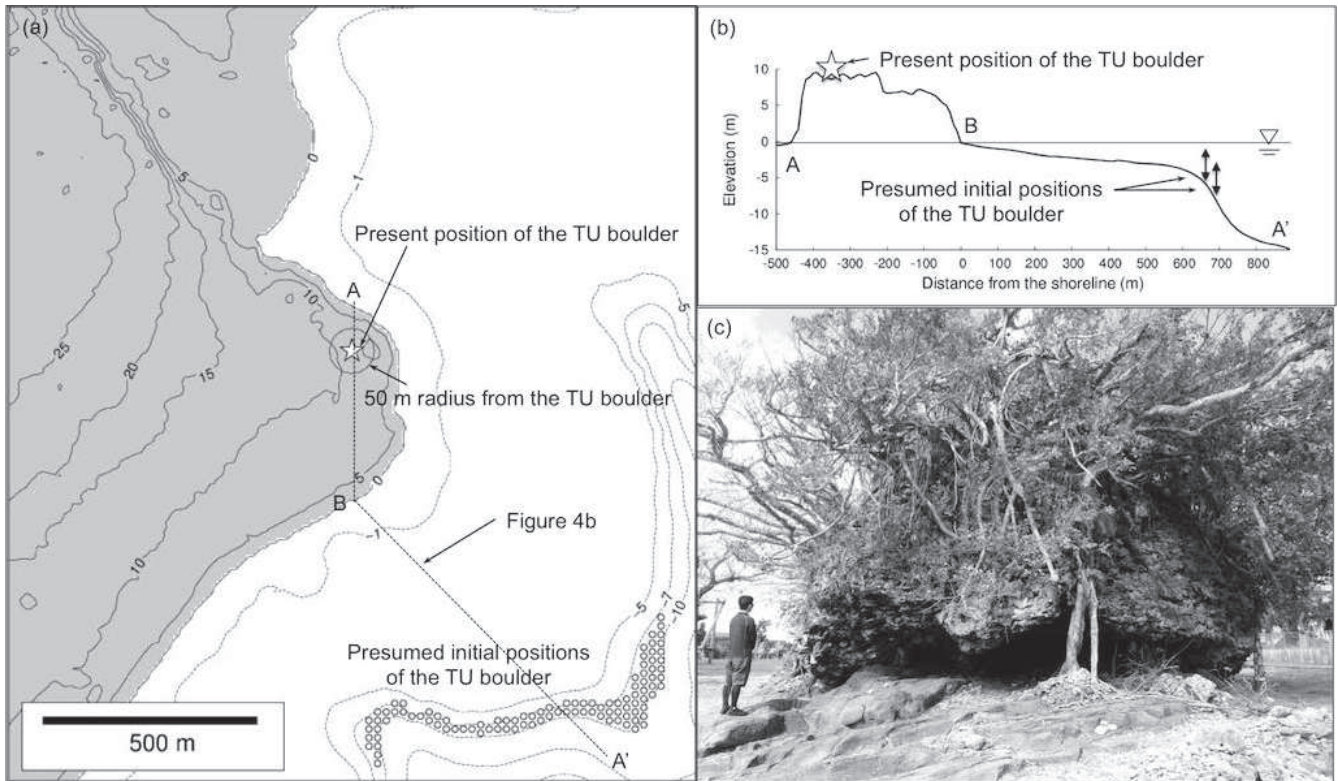 (a)
0
-1
5
Present position of the TU boulder
A
10
-5
25
20
15
50 m radius from the TU boulder
5
0
B
-1
Figure 4b
10
-5
-7
-10
Presumed initial positions
of the TU boulder
500 m
A'
(b)
Present position of the TU boulder
10
5
0
-5
-10
-15
Elevation (m)
B
A
Presumed initial positions
of the TU boulder
A'
-500 -400 -300 -200 -100 0 100 200 300 400 500 600 700 800
Distance from the shoreline (m)
(c)